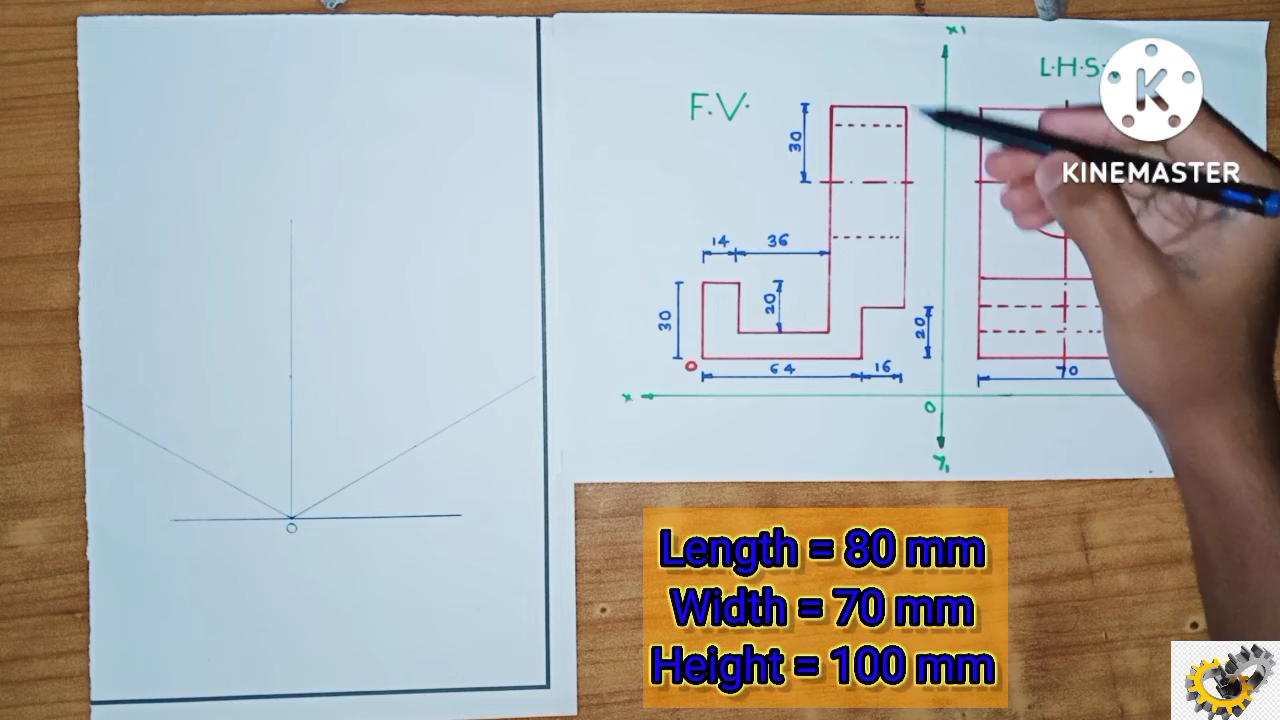 X1
L.H.S.
F.V.
30
14
36
30
20
20
O
64
16
70
X
O
Y1
O
KINEMASTER
Length = 80 mm
Width = 70 mm
Height = 100 mm